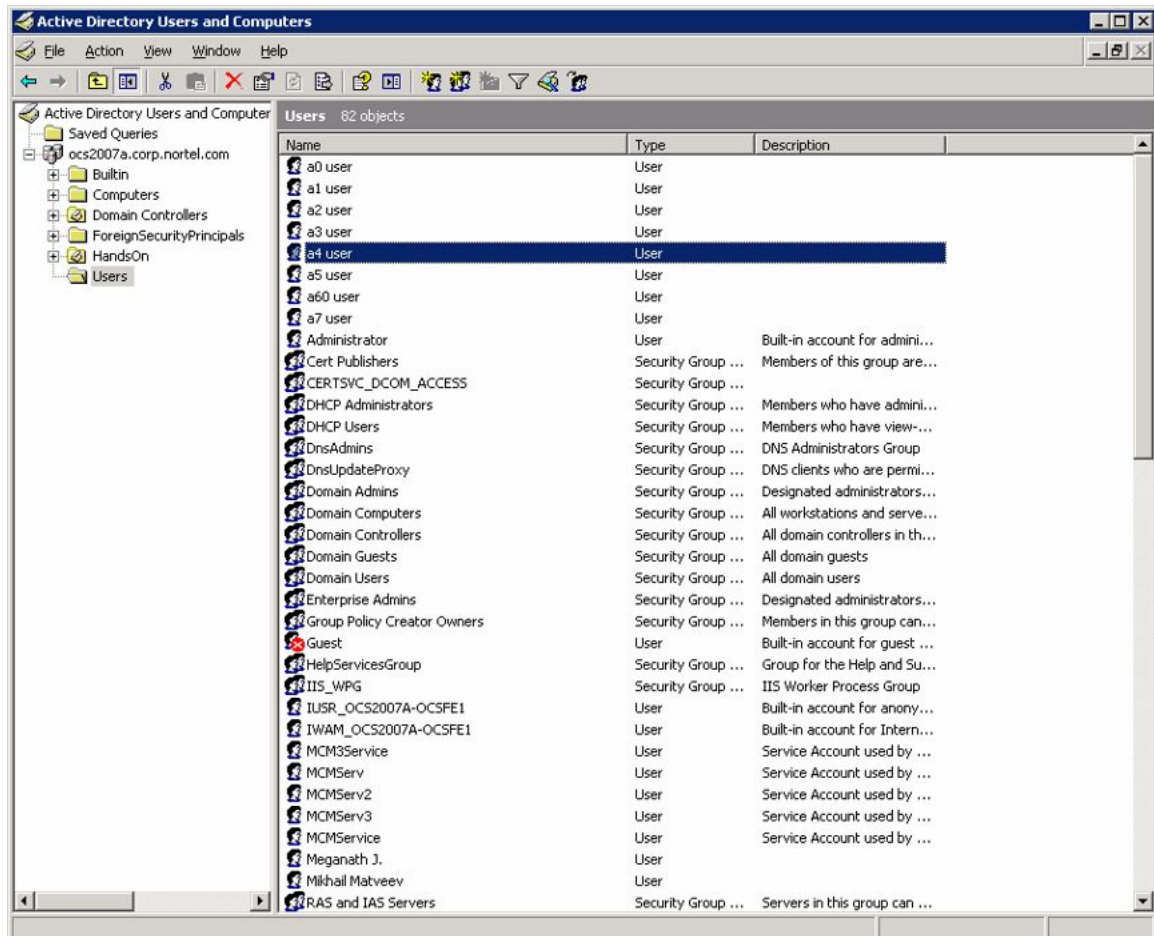 Active Directory Users and Computers
File Action View Window Help
Active Directory Users and Computer
Saved Queries
ocs2007a.corp.nortel.com
Builtin
Computers
Domain Controllers
ForeignSecurityPrincipals
HandsOn
Users
Users 82 objects
Name Type Description
a0 user User
a1 user User
a2 user User
a3 user User
a4 user User
a5 user User
a60 user User
a7 user User
Administrator User Built-in account for admini...
Cert Publishers Security Group ... Members of this group are...
CERTSVC_DCOM_ACCESS Security Group ...
DHCP Administrators Security Group ... Members who have admini...
DHCP Users Security Group ... Members who have view-...
DnsAdmins Security Group ... DNS Administrators Group
DnsUpdateProxy Security Group ... DNS clients who are permi...
Domain Admins Security Group ... Designated administrators...
Domain Computers Security Group ... All workstations and serve...
Domain Controllers Security Group ... All domain controllers in th...
Domain Guests Security Group ... All domain guests
Domain Users Security Group ... All domain users
Enterprise Admins Security Group ... Designated administrators...
Group Policy Creator Owners Security Group ... Members in this group can...
Guest User Built-in account for guest ...
HelpServicesGroup Security Group ... Group for the Help and Su...
IIS_WPG Security Group ... IIS Worker Process Group
IUSR_OCS2007A-OCSFE1 User Built-in account for anony...
IWAM_OCS2007A-OCSFE1 User Built-in account for Intern...
MCM3Service User Service Account used by ...
MCMServ User Service Account used by ...
MCMServ2 User Service Account used by ...
MCMServ3 User Service Account used by ...
MCMService User Service Account used by ...
Meganath J. User
Mikhail Matveev User
RAS and IAS Servers Security Group ... Servers in this group can ...